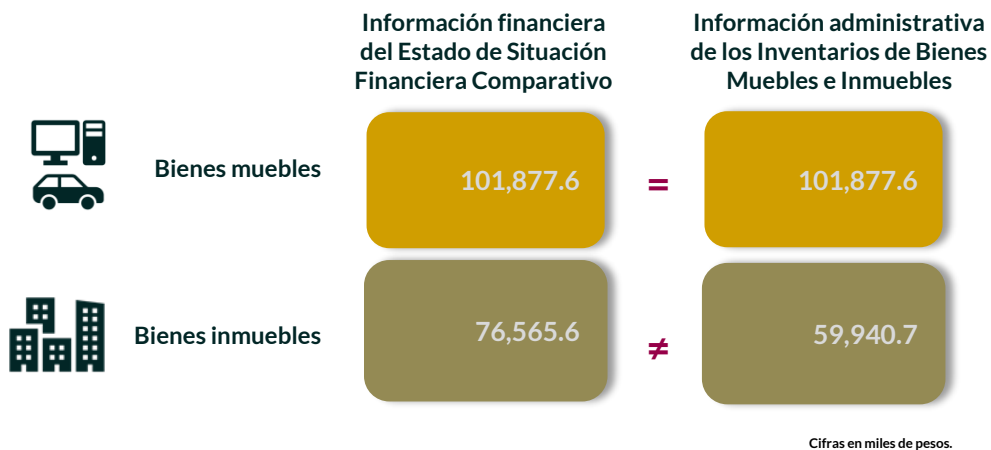 Información financiera
del Estado de Situación
Financiera Comparativo
Información administrativa
de los Inventarios de Bienes
Muebles e Inmuebles
Bienes muebles
101,877.6
=
101,877.6
Bienes inmuebles
76,565.6
≠
59,940.7
Cifras en miles de pesos.